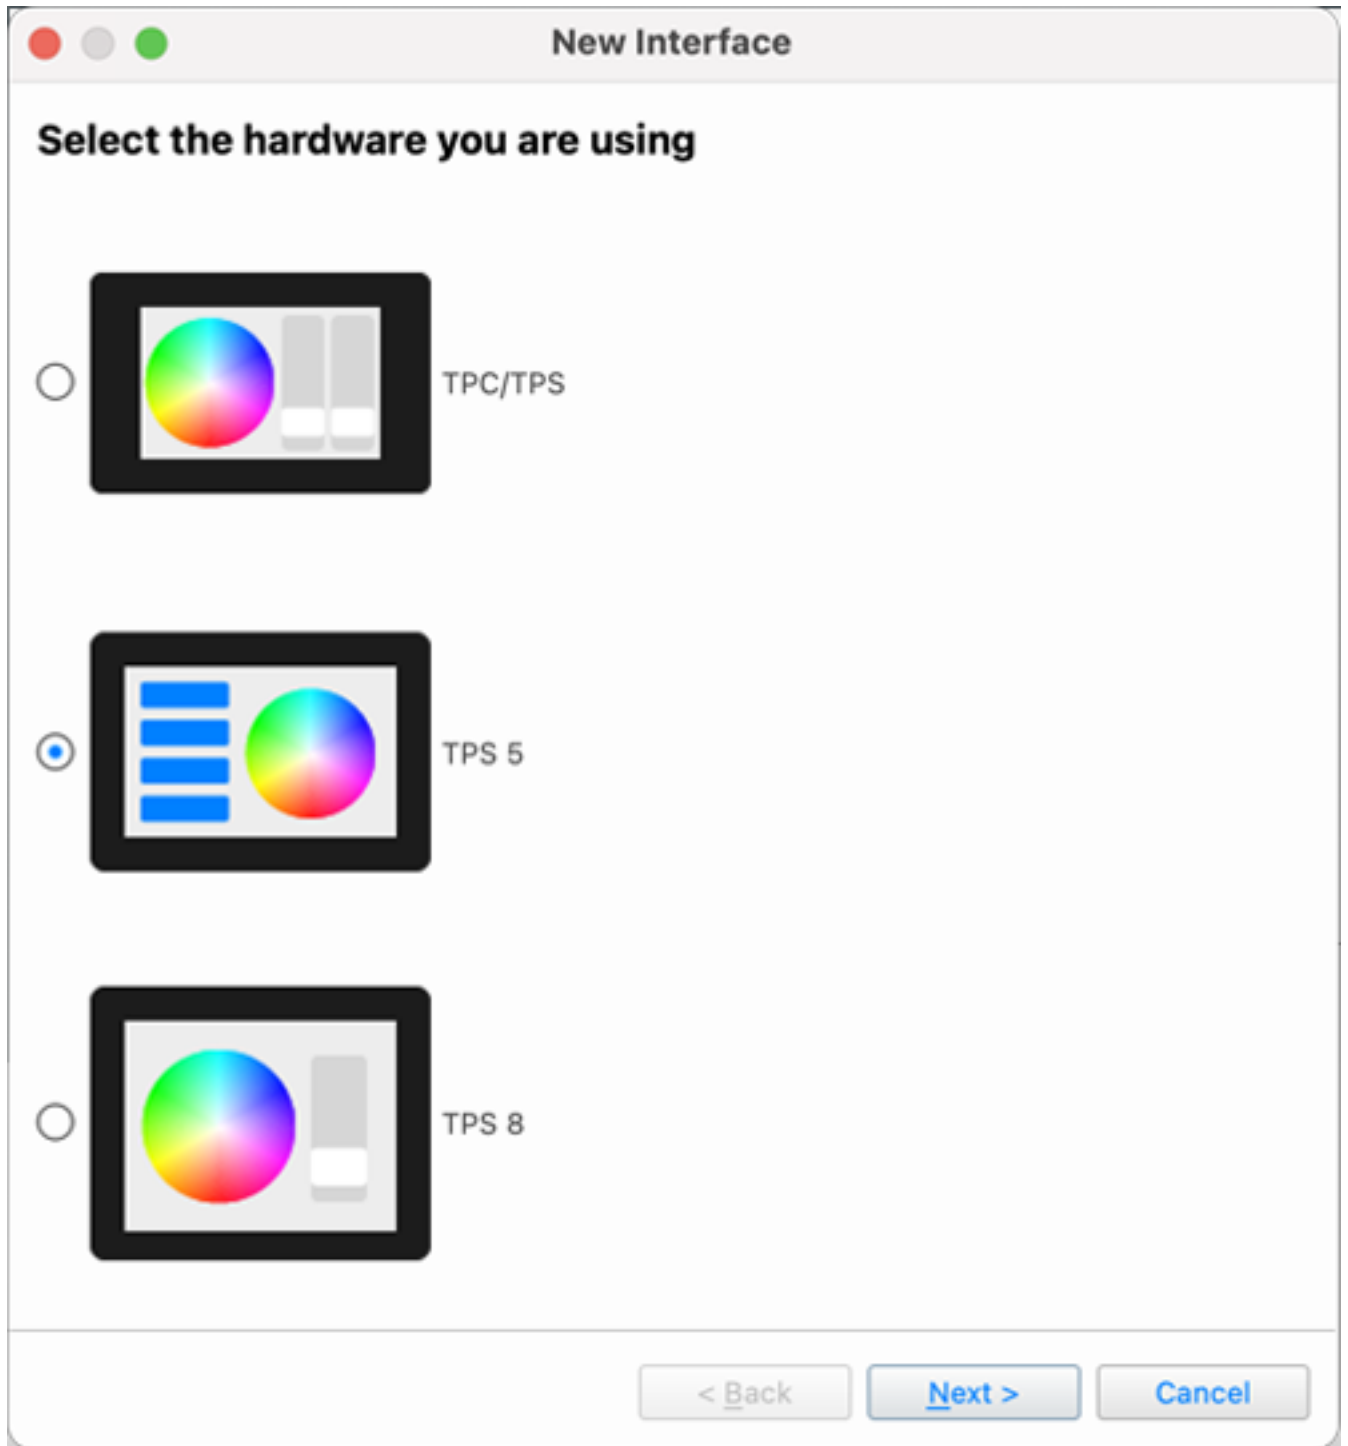 New Interface
Select the hardware you are using
TPC/TPS
TPS 5
TPS 8
< Back Next > Cancel